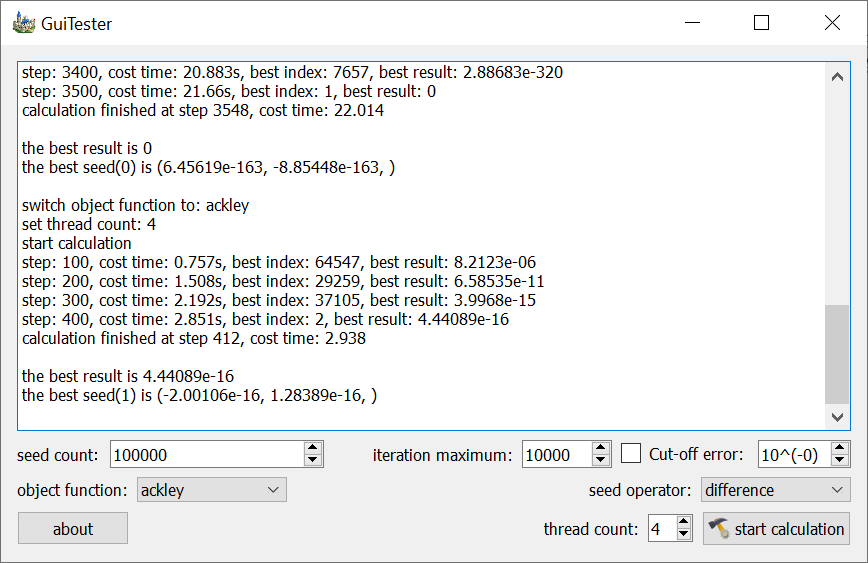 GuiTester
step: 3400, cost time: 20.883s, best index: 7657, best result: 2.88683e-320
step: 3500, cost time: 21.66s, best index: 1, best result: 0
calculation finished at step 3548, cost time: 22.014
the best result is 0
the best seed(0) is (6.45619e-163, -8.85448e-163, )
switch object function to: ackley
set thread count: 4
start calculation
step: 100, cost time: 0.757s, best index: 64547, best result: 8.2123e-06
step: 200, cost time: 1.508s, best index: 29259, best result: 6.58535e-11
step: 300, cost time: 2.192s, best index: 37105, best result: 3.9968e-15
step: 400, cost time: 2.851s, best index: 2, best result: 4.44089e-16
calculation finished at step 412, cost time: 2.938
the best result is 4.44089e-16
the best seed(1) is (-2.00106e-16, 1.28389e-16, )
seed count: 100000 iteration maximum: 10000 Cut-off error: 10^(-0)
object function: ackley seed operator: difference
about thread count: 4 start calculation